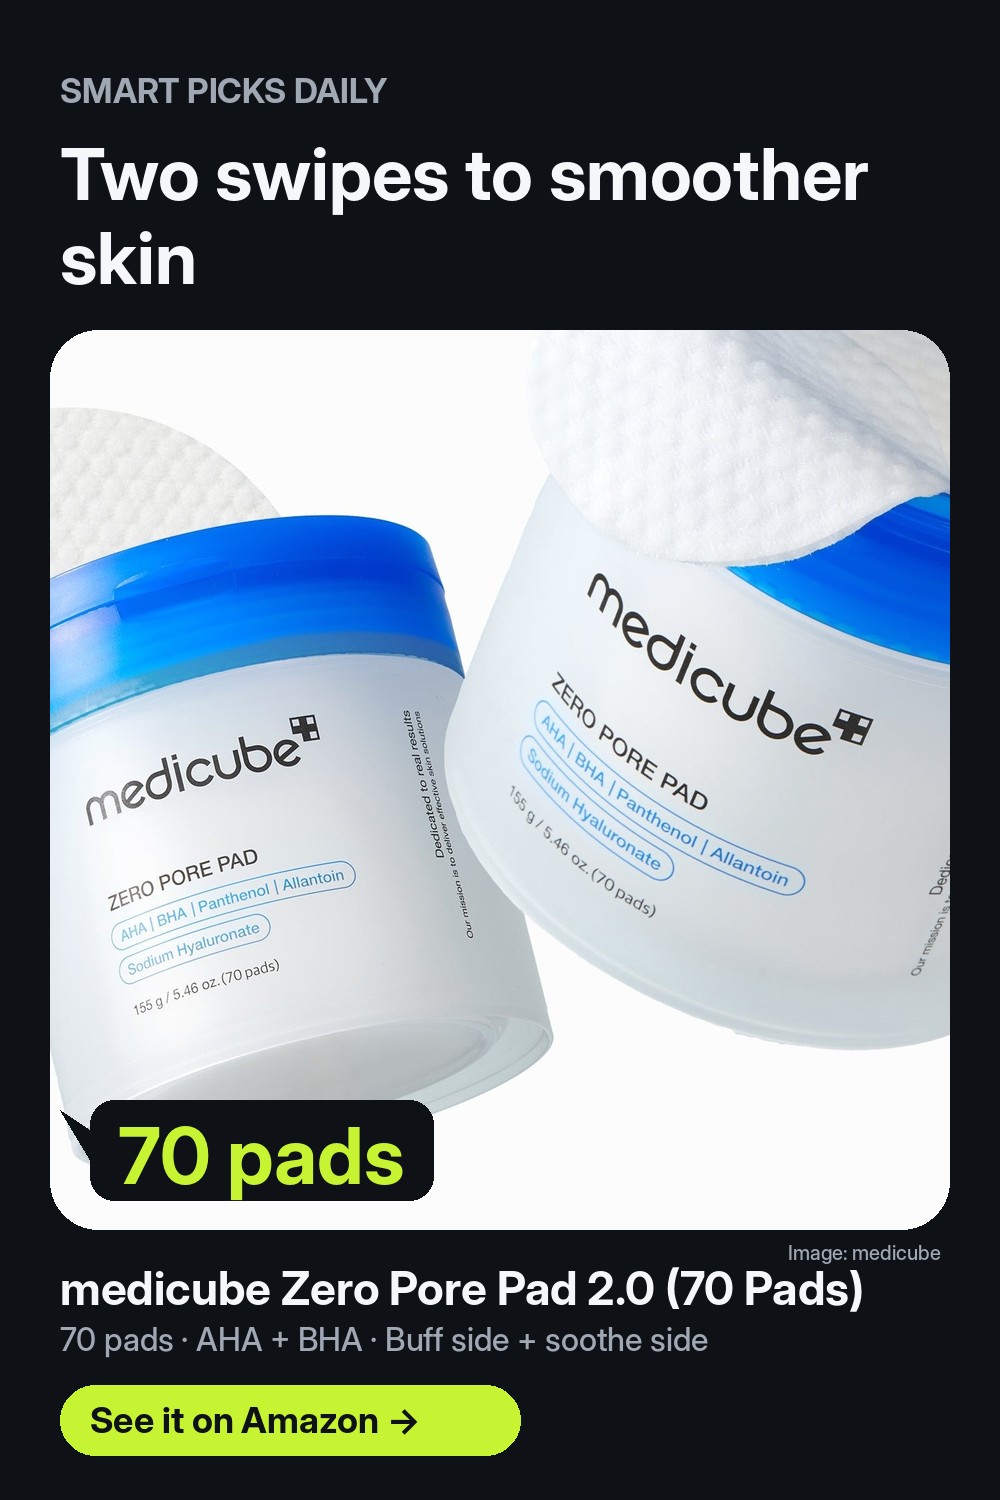 SMART PICKS DAILY
Two swipes to smoother
skin
medicube
ZERO PORE PAD
AHA | BHA | Panthenol | Allantoin
Sodium Hyaluronate
155 g / 5.46 oz. (70 pads)
Dedicated to real results
Our mission is to deliver effective skin solutions
medicube
ZERO PORE PAD
AHA | BHA | Panthenol | Allantoin
Sodium Hyaluronate
155 g / 5.46 oz. (70 pads)
Our mission is
70 pads
Image: medicube
medicube Zero Pore Pad 2.0 (70 Pads)
70 pads · AHA + BHA · Buff side + soothe side
See it on Amazon →